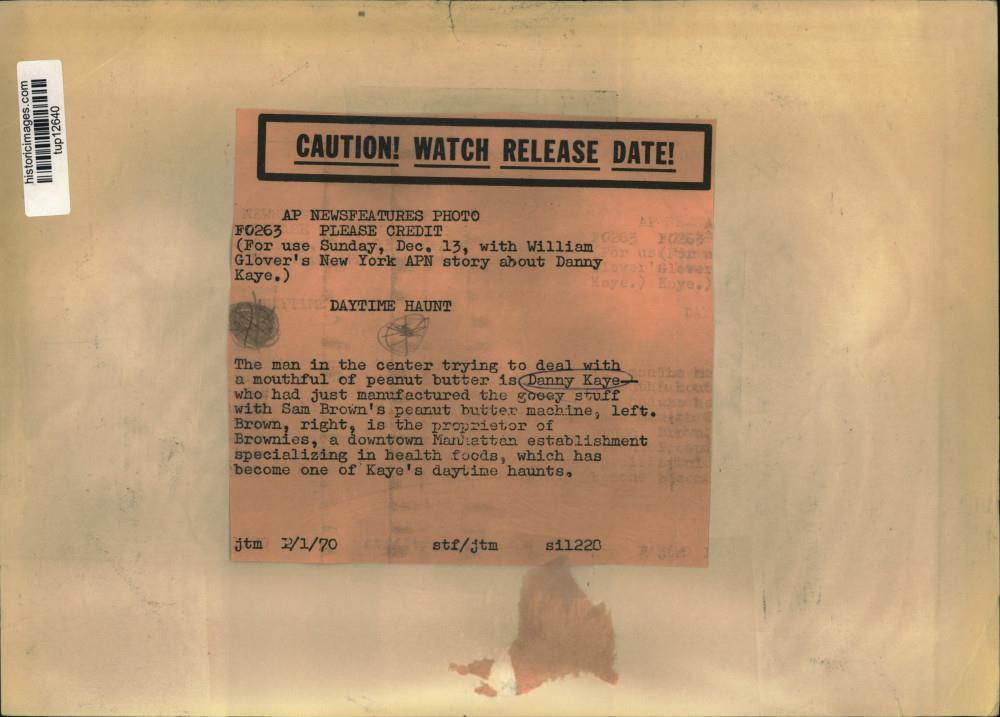 historicimages.com
tup12640
CAUTION! WATCH RELEASE DATE!
AP NEWSFEATURES PHOTO
F0263 PLEASE CREDIT
(For use Sunday, Dec. 13, with William
Glover's New York APN story about Danny
Kaye.)
DAYTIME HAUNT
The man in the center trying to deal with
a mouthful of peanut butter is Danny Kaye
who had just manufactured the gooey stuff
with Sam Brown's peanut butter machine, left.
Brown, right, is the proprietor of
Brownies, a downtown Manhattan establishment
specializing in health foods, which has
become one of Kaye's daytime haunts.
jtm 12/1/70 stf/jtm sil228